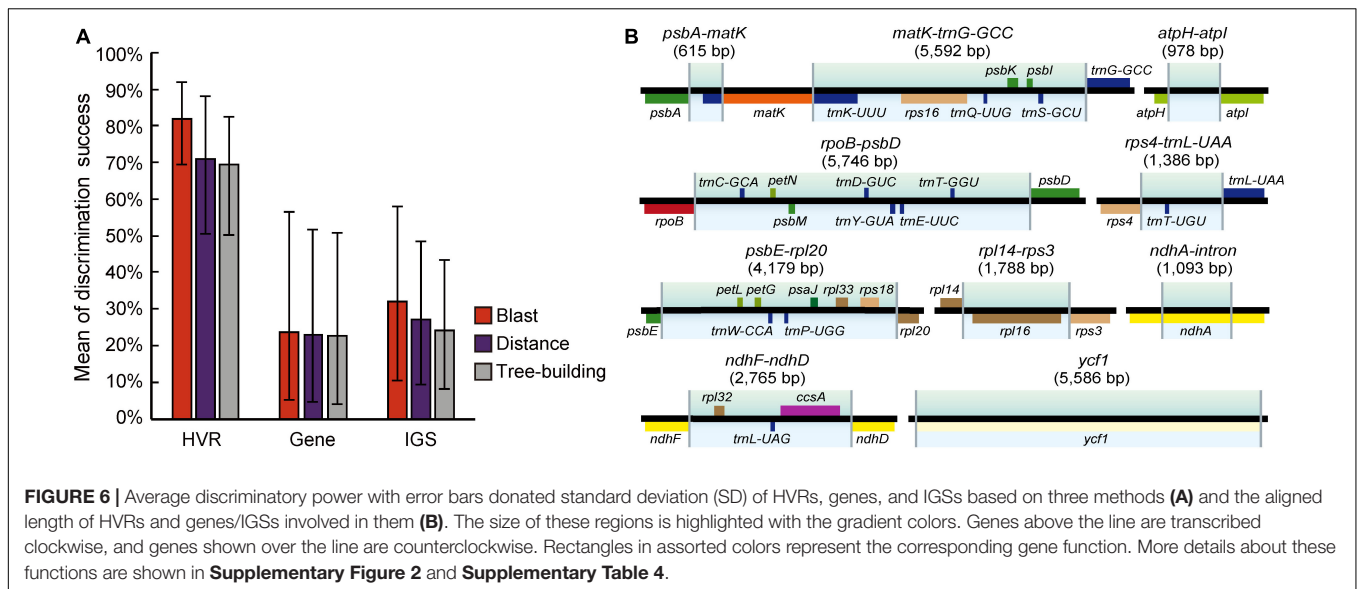 A
Mean of discrimination success
100%
90%
80%
70%
60%
50%
40%
30%
20%
10%
0%
HVR
Gene
IGS
Blast
Distance
Tree-building
B
psbA-matK
(615 bp)
psbA
matK
matK-trnG-GCC
(5,592 bp)
psbK
psbI
trnG-GCC
trnK-UUU
rps16
trnQ-UUG
trnS-GCU
atpH-atpI
(978 bp)
atpH
atpI
rpoB-psbD
(5,746 bp)
trnC-GCA
petN
trnD-GUC
trnT-GGU
psbD
rpoB
psbM
trnY-GUA
trnE-UUC
rps4-trnL-UAA
(1,386 bp)
trnL-UAA
rps4
trnT-UGU
psbE-rpl20
(4,179 bp)
petL
petG
psaJ
rpl33
rps18
psbE
trnW-CCA
trnP-UGG
rpl20
rpl14-rps3
(1,788 bp)
rpl14
rpl16
rps3
ndhA-intron
(1,093 bp)
ndhA
ndhF-ndhD
(2,765 bp)
rpl32
ccsA
ndhF
trnL-UAG
ndhD
ycf1
(5,586 bp)
ycf1
FIGURE 6 | Average discriminatory power with error bars donated standard deviation (SD) of HVRs, genes, and IGSs based on three methods (A) and the aligned
length of HVRs and genes/IGSs involved in them (B). The size of these regions is highlighted with the gradient colors. Genes above the line are transcribed
clockwise, and genes shown over the line are counterclockwise. Rectangles in assorted colors represent the corresponding gene function. More details about these
functions are shown in Supplementary Figure 2 and Supplementary Table 4.